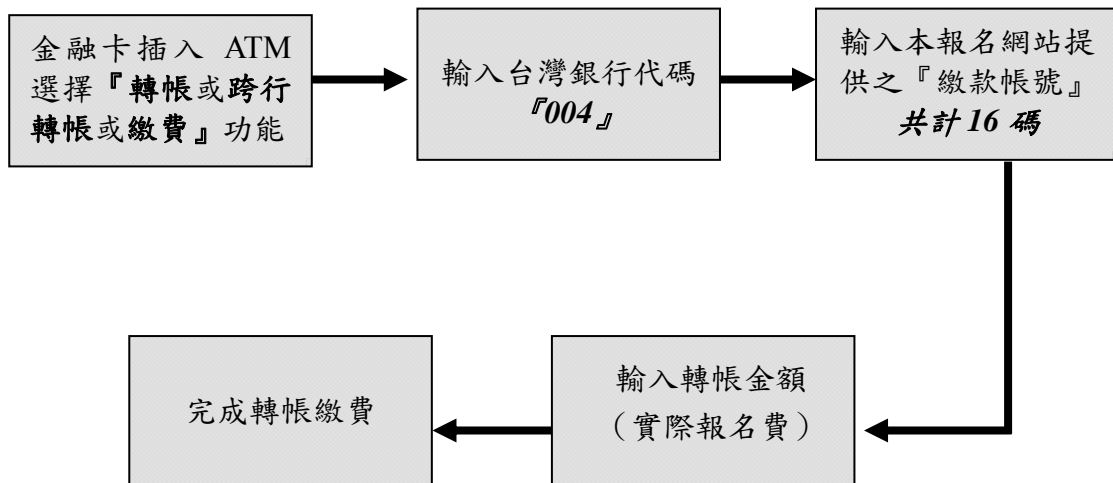 金融卡插入 ATM
選擇『轉帳或跨行
轉帳或繳費』功能
輸入台灣銀行代碼
『004』
輸入本報名網站提
供之『繳款帳號』
共計 16 碼
輸入轉帳金額
（實際報名費）
完成轉帳繳費